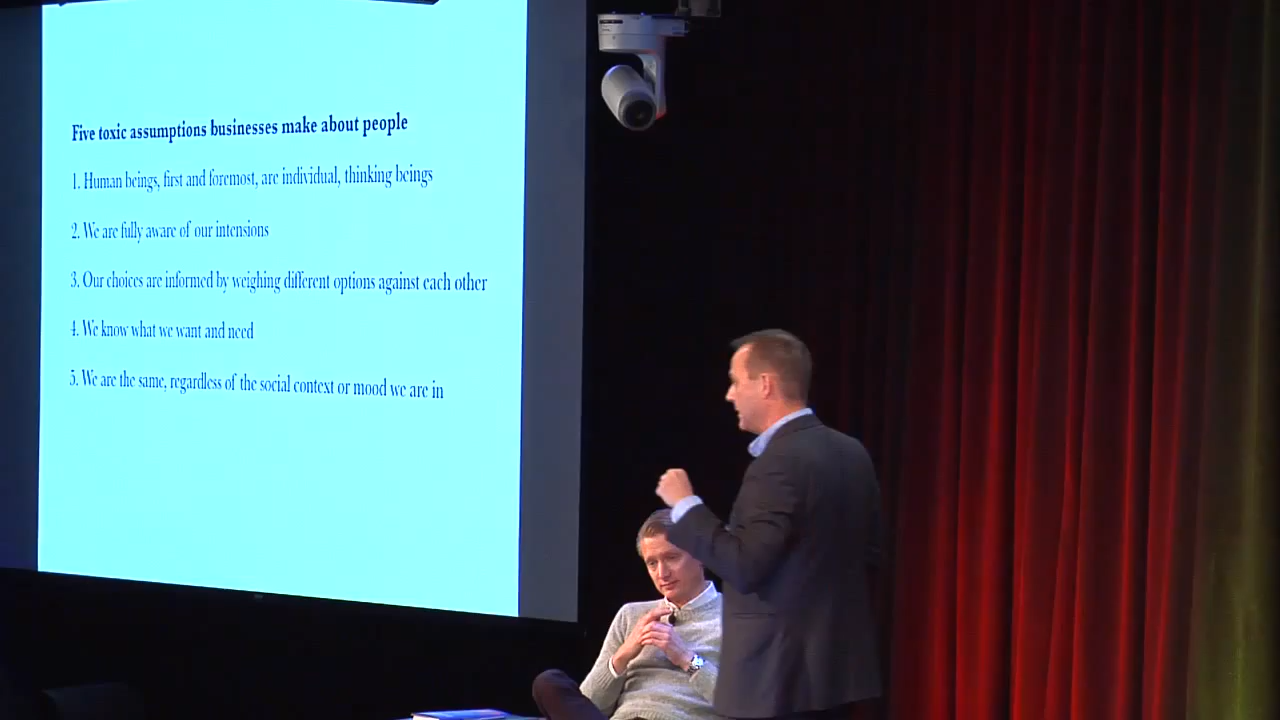 Five toxic assumptions businesses make about people
1. Human beings, first and foremost, are individual, thinking beings
2. We are fully aware of our intensions
3. Our choices are informed by weighing different options against each other
4. We know what we want and need
5. We are the same, regardless of the social context or mood we are in